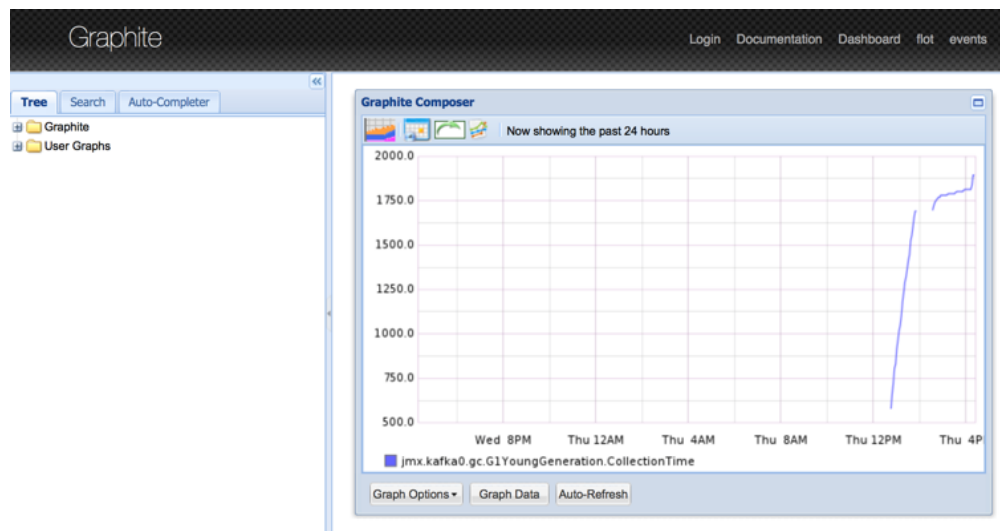 Graphite
Login Documentation Dashboard flot events
Tree Search Auto-Completer
Graphite
User Graphs
Graphite Composer
Now showing the past 24 hours
2000.0
1750.0
1500.0
1250.0
1000.0
750.0
500.0
Wed 8PM Thu 12AM Thu 4AM Thu 8AM Thu 12PM Thu 4P
jmx.kafka0.gc.G1YoungGeneration.CollectionTime
Graph Options Graph Data Auto-Refresh